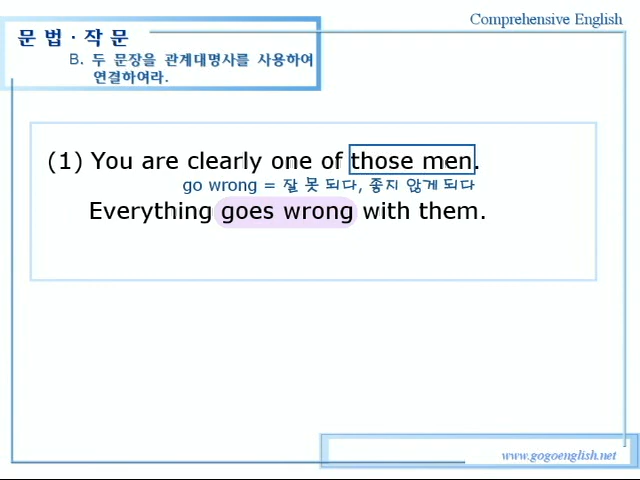 Comprehensive English
문 법 · 작 문
B. 두 문장을 관계대명사를 사용하여
연결하여라.
(1) You are clearly one of those men.
go wrong = 잘 못 되다, 좋지 않게 되다
Everything goes wrong with them.
www.gogoenglish.net